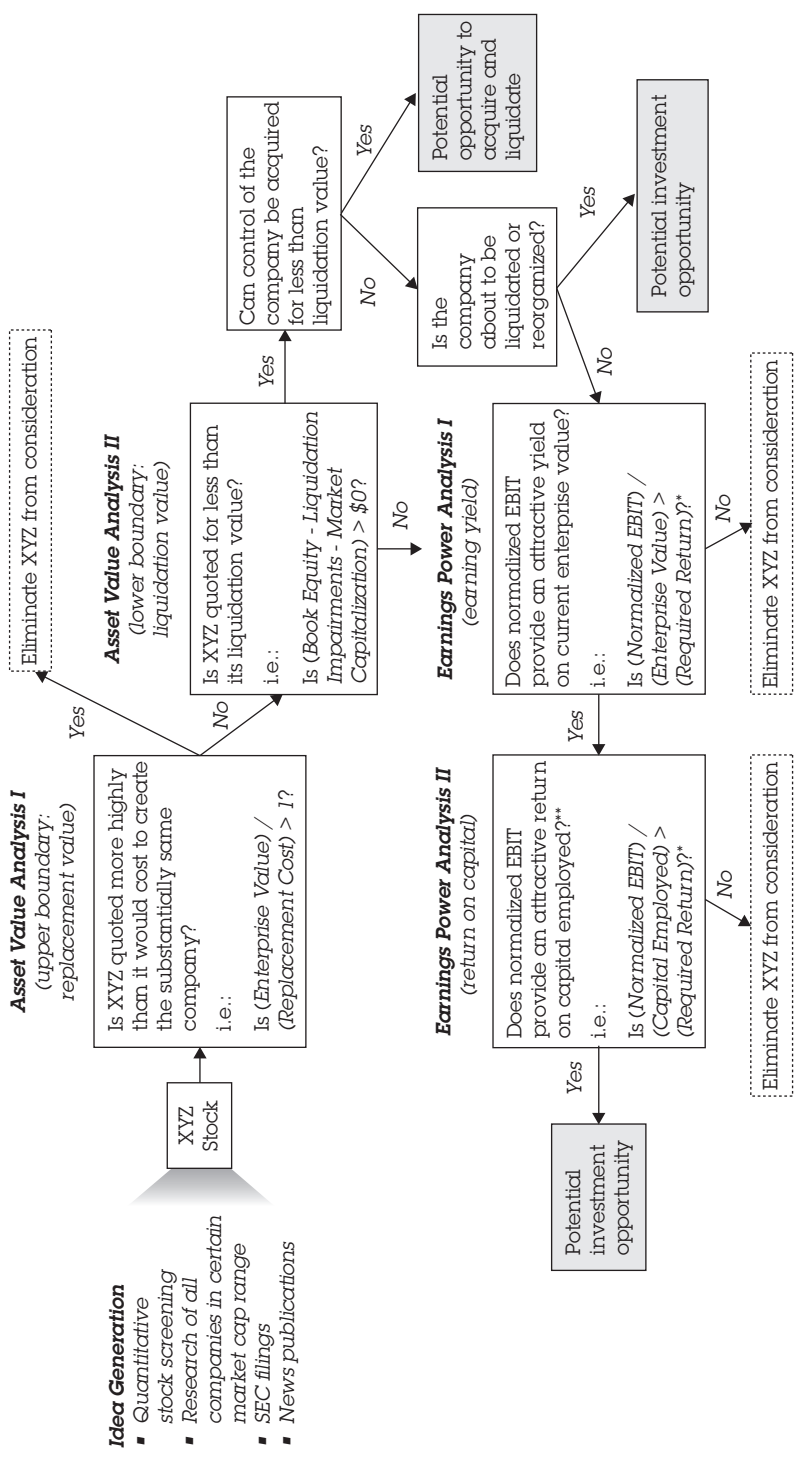 Idea Generation
▪ Quantitative
stock screening
▪ Research of all
companies in certain
market cap range
▪ SEC filings
▪ News publications
XYZ
Stock
Asset Value Analysis I
(upper boundary:
replacement value)
Is XYZ quoted more highly
than it would cost to create
the substantially same
company?
i.e.:
Is (Enterprise Value) /
(Replacement Cost) > 1?
Yes
No
Eliminate XYZ from consideration
Asset Value Analysis II
(lower boundary:
liquidation value)
Is XYZ quoted for less than
its liquidation value?
i.e.:
Is (Book Equity - Liquidation
Impairments - Market
Capitalization) > $0?
Yes
No
Can control of the
company be acquired
for less than
liquidation value?
Yes
No
Potential
opportunity to
acquire and
liquidate
Is the
company
about to be
liquidated or
reorganized?
Yes
No
Potential investment
opportunity
Earnings Power Analysis I
(earning yield)
Does normalized EBIT
provide an attractive yield
on current enterprise value?
i.e.:
Is (Normalized EBIT) /
(Enterprise Value) >
(Required Return)?*
Yes
No
Eliminate XYZ from consideration
Earnings Power Analysis II
(return on capital)
Does normalized EBIT
provide an attractive return
on capital employed?**
i.e.:
Is (Normalized EBIT) /
(Capital Employed) >
(Required Return)?*
Yes
No
Eliminate XYZ from consideration
Potential
investment
opportunity